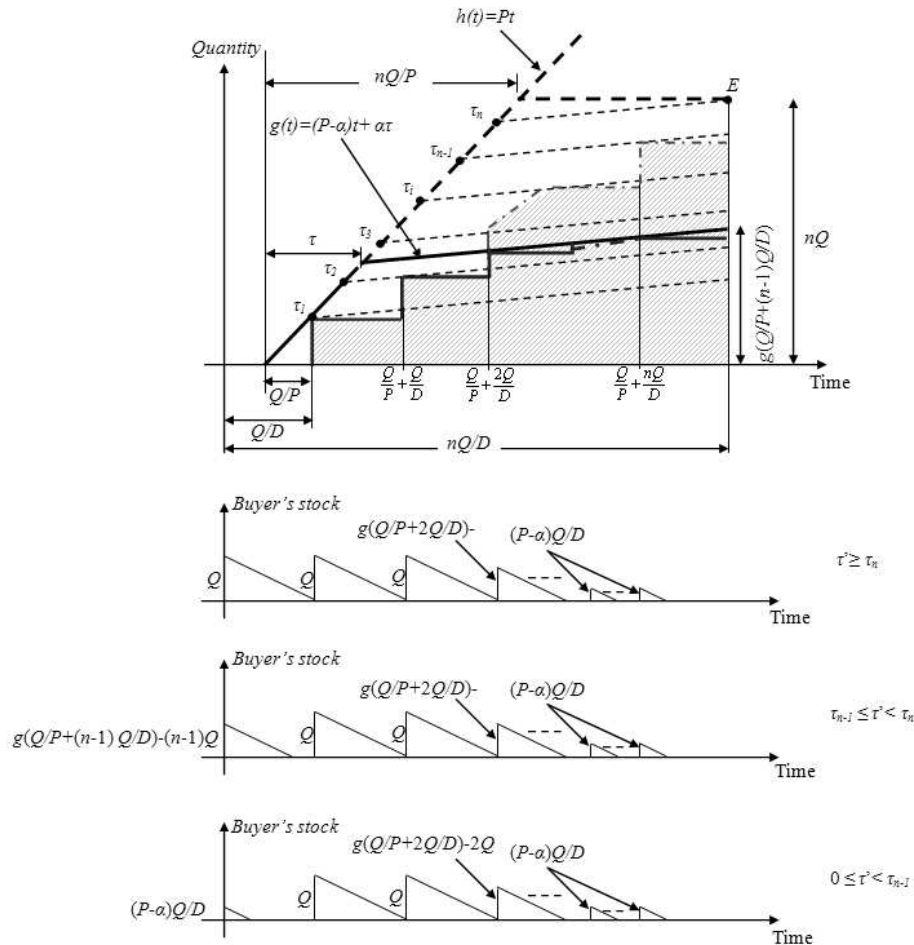 h(t)=Pt
Quantity
nQ/P
E
τn
g(t)=(P-α)t+ ατ
τn-1
τi
τ3
τ
τ2
τ1
nQ
g(Q/P+(n-1)Q/D)
Q/P
Q/P + Q/D
Q/P + 2Q/D
Q/P + nQ/D
Time
Q/D
nQ/D
Buyer's stock
g(Q/P+2Q/D)-
(P-α)Q/D
τ'≥ τn
Q
Q
Q
Time
Buyer's stock
g(Q/P+2Q/D)-
(P-α)Q/D
τn-1 ≤ τ'< τn
g(Q/P+(n-1) Q/D)-(n-1)Q
Q
Q
Time
Buyer's stock
g(Q/P+2Q/D)-2Q
(P-α)Q/D
0 ≤ τ'< τn-1
(P-α)Q/D
Q
Q
Time